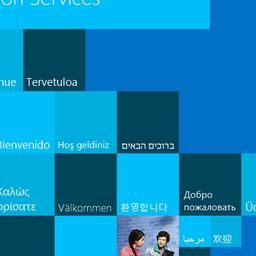 on Services
nue
Tervetuloa
Bienvenido
Hoş geldiniz
ברוכים הבאים
Καλώς
ορίσατε
Välkommen
환영합니다
Добро
пожаловать
مرحبا
欢迎